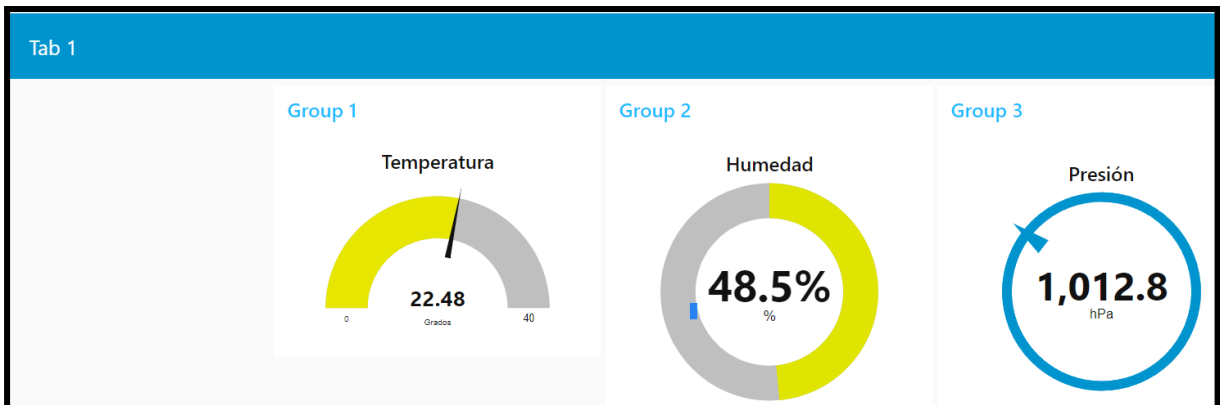 Tab 1
Group 1
Temperatura
22.48
Grados
0
40
Group 2
Humedad
48.5%
%
Group 3
Presión
1,012.8
hPa